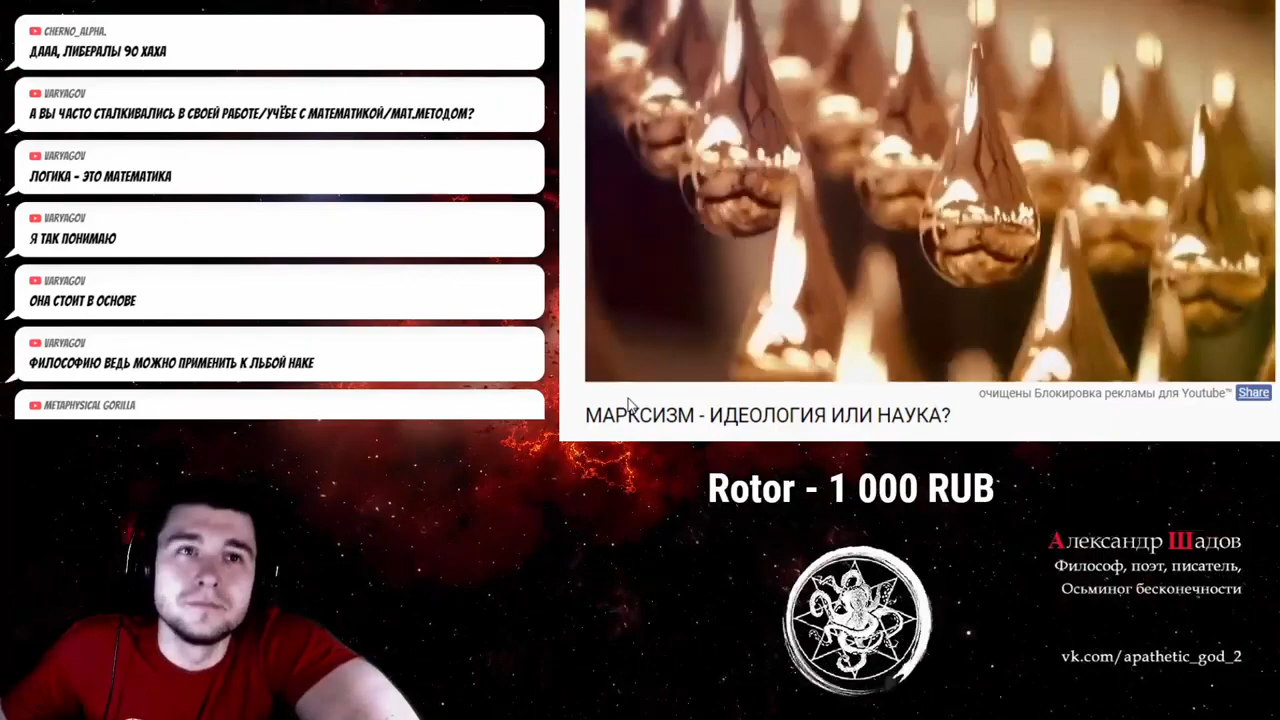 CHERNO_ALPHA.
ДААА, ЛИБЕРАЛЫ 90 ХАХА
VARYAGOV
А ВЫ ЧАСТО СТАЛКИВАЛИСЬ В СВОЕЙ РАБОТЕ/УЧЁБЕ С МАТЕМАТИКОЙ/МАТ.МЕТОДОМ?
VARYAGOV
ЛОГИКА - ЭТО МАТЕМАТИКА
VARYAGOV
Я ТАК ПОНИМАЮ
VARYAGOV
ОНА СТОИТ В ОСНОВЕ
VARYAGOV
ФИЛОСОФИЮ ВЕДЬ МОЖНО ПРИМЕНИТЬ К ЛЬБОЙ НАКЕ
METAPHYSICAL GORILLA
очищены Блокировка рекламы для Youtube™ Share
МАРКСИЗМ - ИДЕОЛОГИЯ ИЛИ НАУКА?
Rotor - 1 000 RUB
Александр Шадов
Философ, поэт, писатель,
Осьминог бесконечности
vk.com/apathetic_god_2